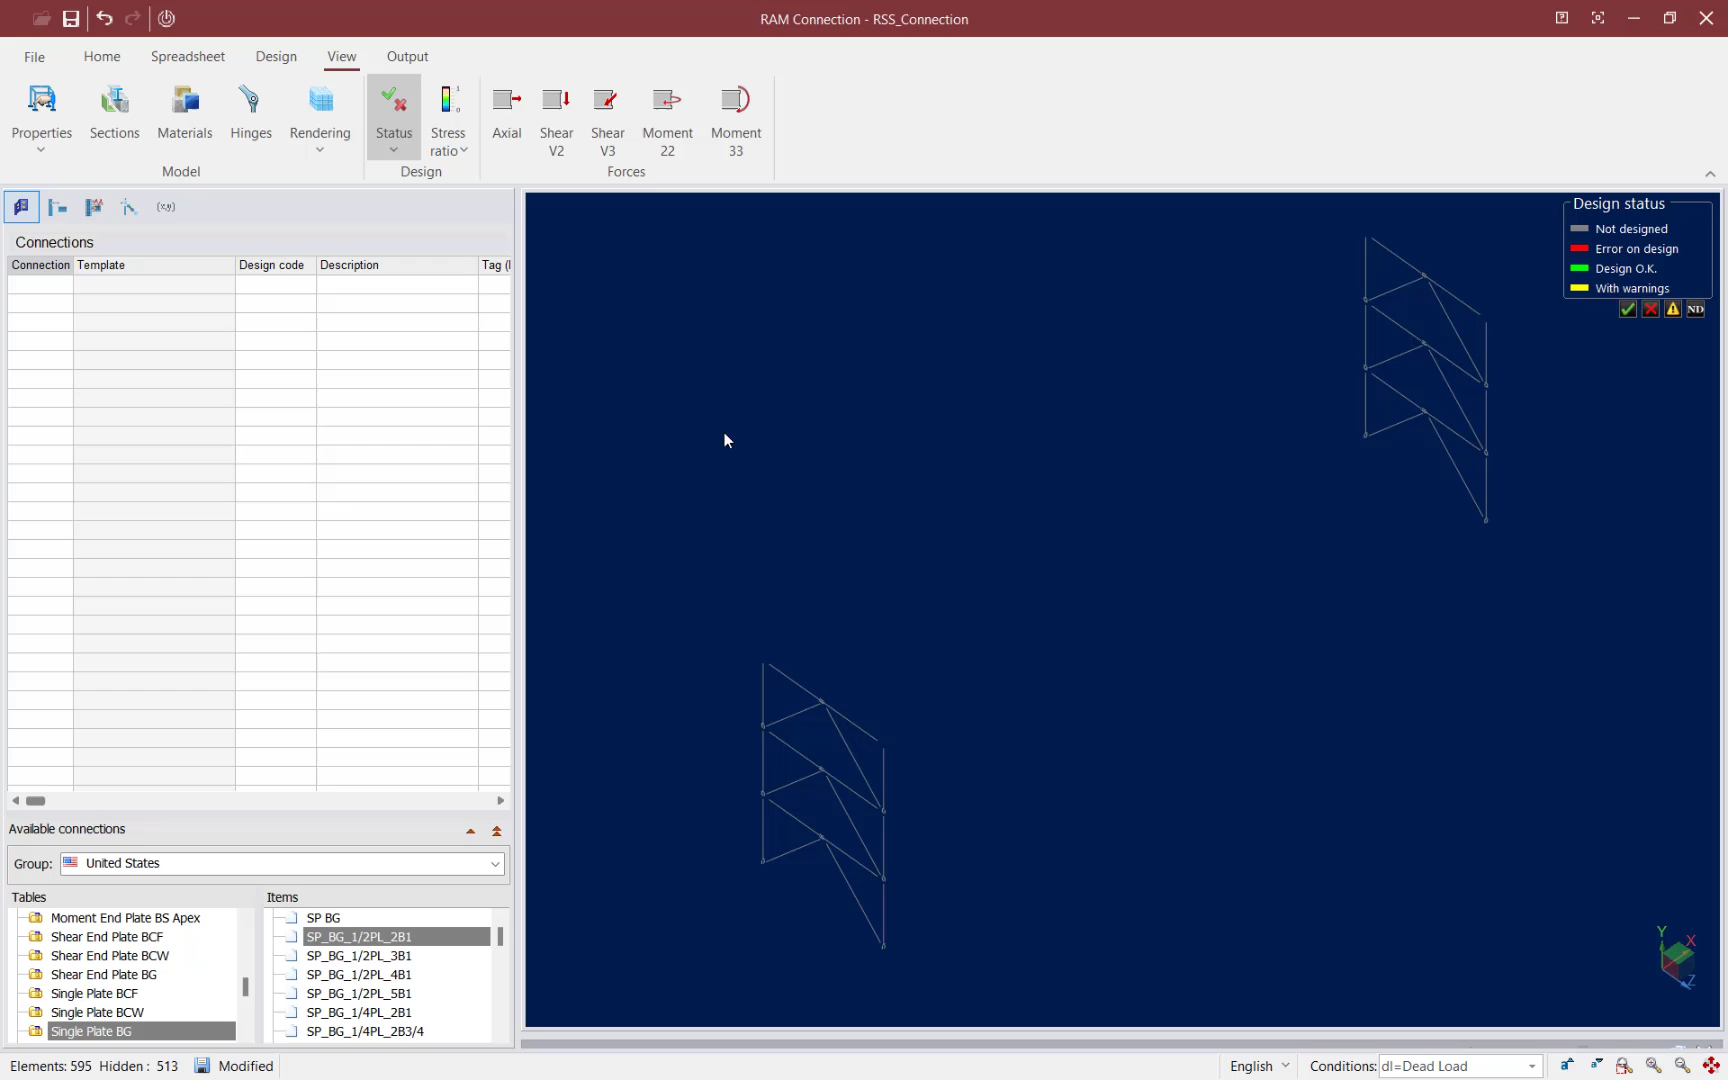 RAM Connection - RSS_Connection
File Home Spreadsheet Design View Output
Properties Sections Materials Hinges Rendering Status Stress ratio Axial Shear V2 Shear V3 Moment 22 Moment 33
Model Design Forces
(x,y)
Connections
Connection Template Design code Description Tag (
Design status
Not designed
Error on design
Design O.K.
With warnings
ND
Available connections
Group: United States
Tables
Moment End Plate BS Apex
Shear End Plate BCF
Shear End Plate BCW
Shear End Plate BG
Single Plate BCF
Single Plate BCW
Single Plate BG
Items
SP BG
SP_BG_1/2PL_2B1
SP_BG_1/2PL_3B1
SP_BG_1/2PL_4B1
SP_BG_1/2PL_5B1
SP_BG_1/4PL_2B1
SP_BG_1/4PL_2B3/4
Y
X
Z
Elements: 595 Hidden : 513 Modified English Conditions: dl=Dead Load